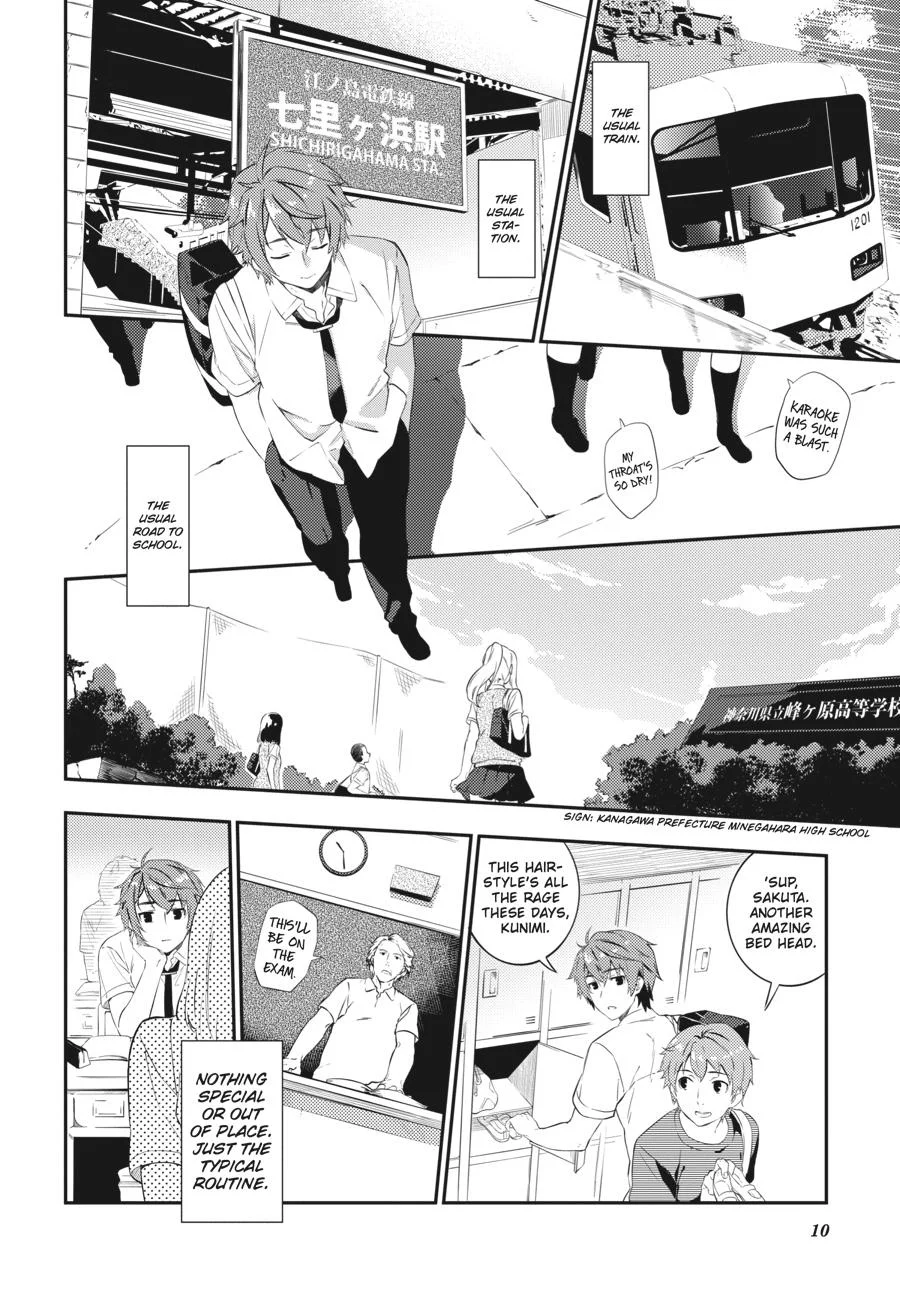 THE
USUAL
TRAIN.
1201
江ノ島電鉄線
七里ヶ浜駅
SHICHIRIGAHAMA STA.
THE
USUAL
STA-
TION.
KARAOKE
WAS SUCH
A BLAST.
MY
THROAT'S
SO DRY!
THE
USUAL
ROAD TO
SCHOOL.
神奈川県立峰ヶ原高等学校
SIGN: KANAGAWA PREFECTURE MINEGAHARA HIGH SCHOOL
'SUP,
SAKUTA.
ANOTHER
AMAZING
BED HEAD.
THIS HAIR-
STYLE'S ALL
THE RAGE
THESE DAYS,
KUNIMI.
THIS'LL
BE ON
THE
EXAM.
NOTHING
SPECIAL
OR OUT
OF PLACE.
JUST THE
TYPICAL
ROUTINE.
10